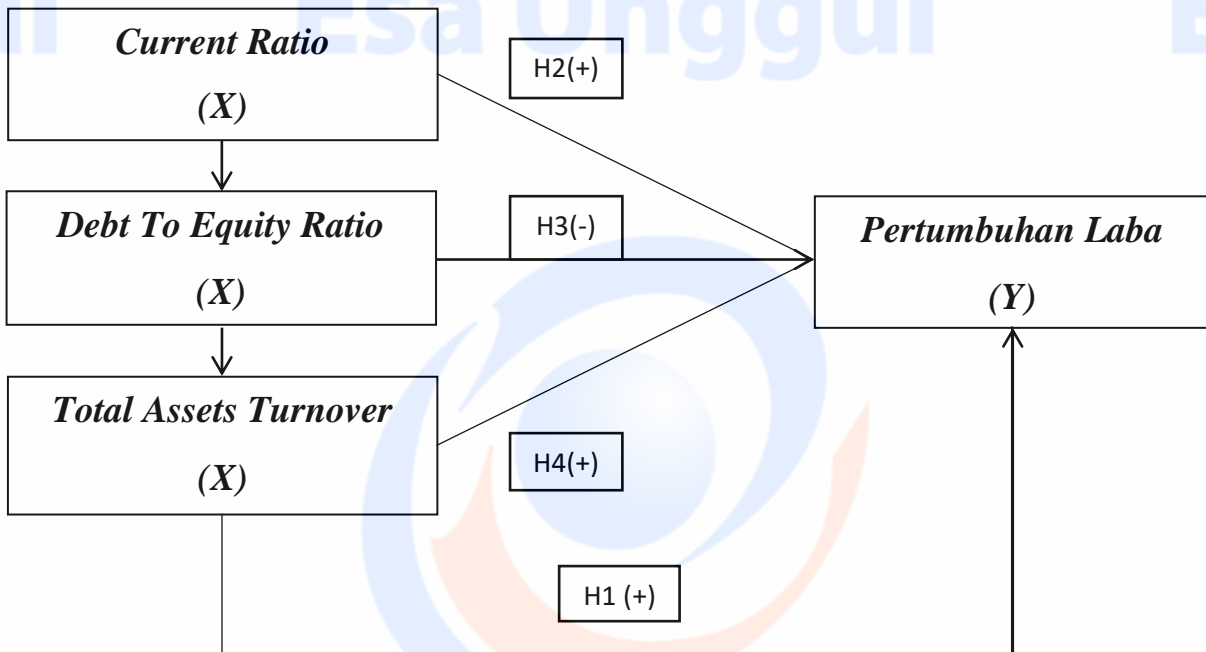 Esa Unggul
Current Ratio
(X)
H2(+)
Debt To Equity Ratio
(X)
H3(-)
Pertumbuhan Laba
(Y)
Total Assets Turnover
(X)
H4(+)
H1 (+)